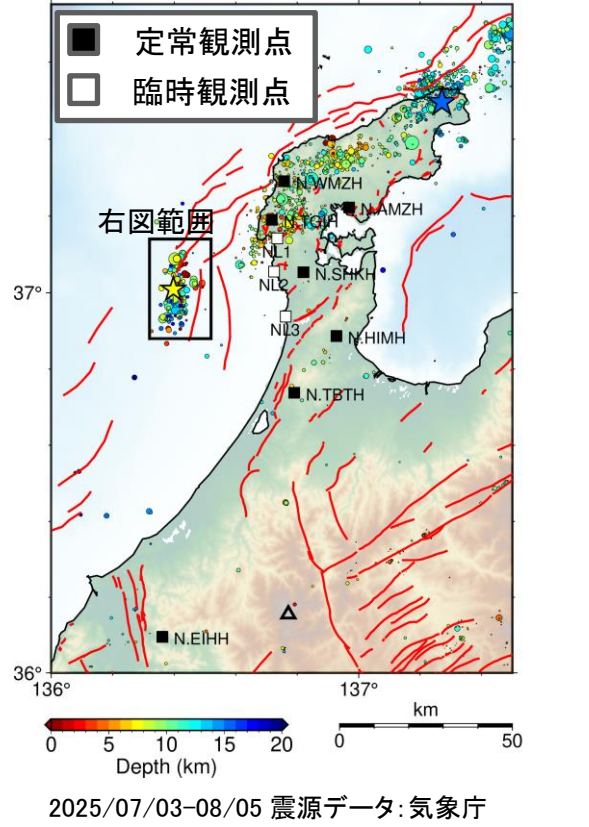 定常観測点
臨時観測点
N.WMZH
N.AMZH
N.TGIH
右図範囲
NL1
N.SHKH
NL2
37°
NL3
N.HIMH
N.TBTH
N.EIHH
36°
136°
137°
km
0 50
0 5 10 15 20
Depth (km)
2025/07/03-08/05 震源データ:気象庁